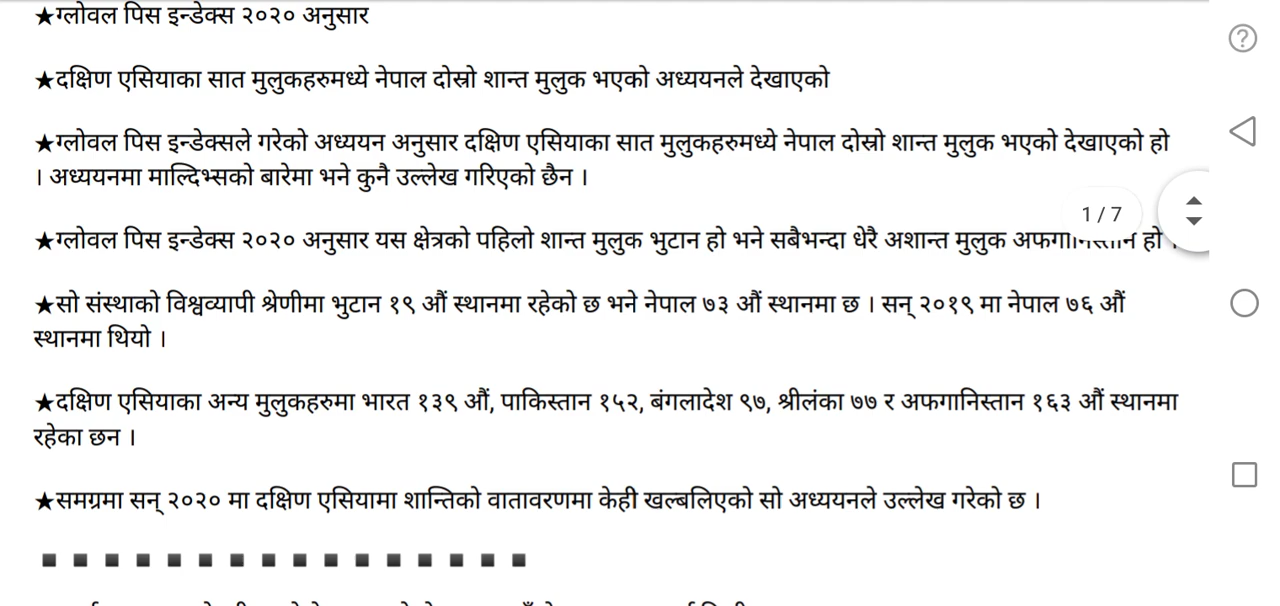 ★ग्लोवल पिस इन्डेक्स २०२० अनुसार
★दक्षिण एसियाका सात मुलुकहरुमध्ये नेपाल दोस्रो शान्त मुलुक भएको अध्ययनले देखाएको
★ग्लोवल पिस इन्डेक्सले गरेको अध्ययन अनुसार दक्षिण एसियाका सात मुलुकहरुमध्ये नेपाल दोस्रो शान्त मुलुक भएको देखाएको हो
। अध्ययनमा माल्दिभ्सको बारेमा भने कुनै उल्लेख गरिएको छैन ।
1 / 7
★ग्लोवल पिस इन्डेक्स २०२० अनुसार यस क्षेत्रको पहिलो शान्त मुलुक भुटान हो भने सबैभन्दा धेरै अशान्त मुलुक अफगानिस्तान हो ।
★सो संस्थाको विश्वव्यापी श्रेणीमा भुटान १९ औं स्थानमा रहेको छ भने नेपाल ७३ औं स्थानमा छ । सन् २०१९ मा नेपाल ७६ औं
स्थानमा थियो ।
★दक्षिण एसियाका अन्य मुलुकहरुमा भारत १३९ औं, पाकिस्तान १५२, बंगलादेश ९७, श्रीलंका ७७ र अफगानिस्तान १६३ औं स्थानमा
रहेका छन ।
★समग्रमा सन् २०२० मा दक्षिण एसियामा शान्तिको वातावरणमा केही खल्बलिएको सो अध्ययनले उल्लेख गरेको छ ।